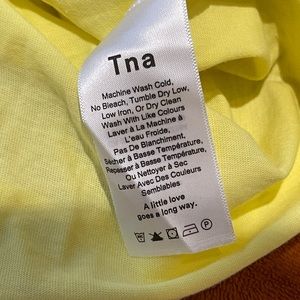 Tna
Machine Wash Cold,
No Bleach, Tumble Dry Low,
Low Iron, Or Dry Clean
Wash With Like Colours
Laver à La Machine à
L'eau Froide,
Pas De Blanchiment,
Sécher à Basse Température,
Repasser à Basse Température,
Ou Nettoyer à Sec
Laver Avec Des Couleurs
Semblables
A little love
goes a long way.
P